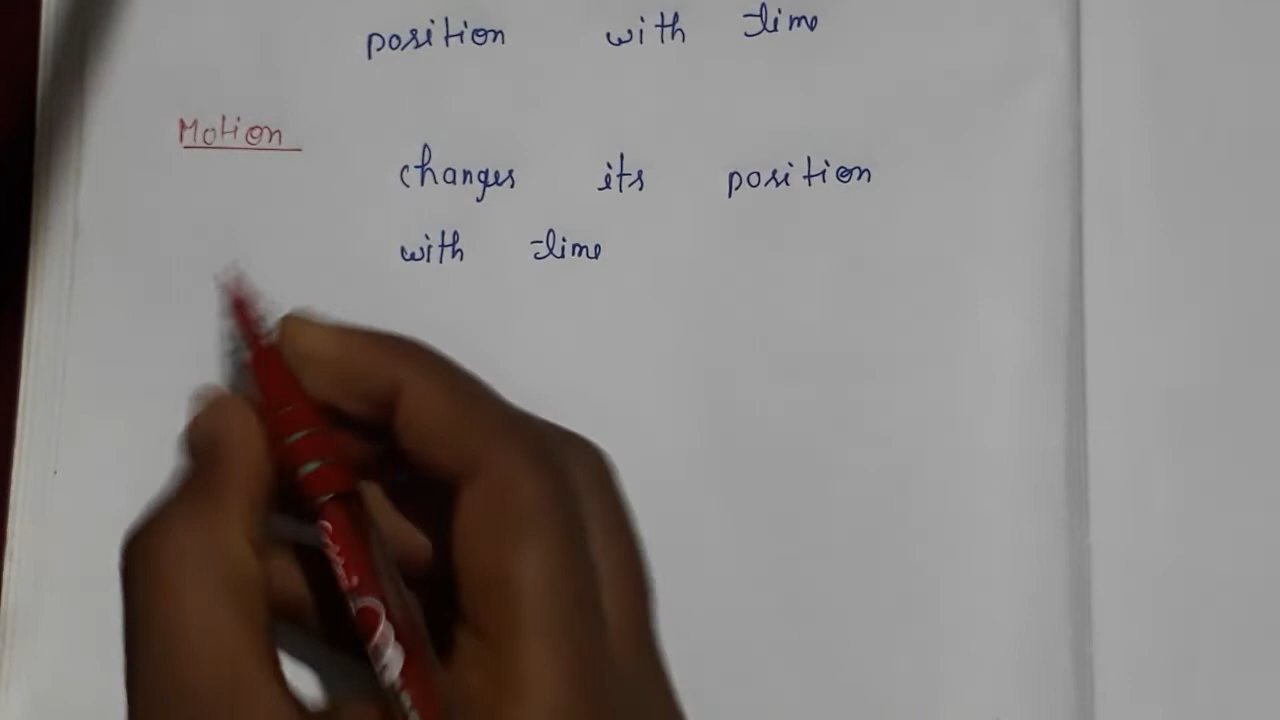 position with time
Motion
changes its position
with time